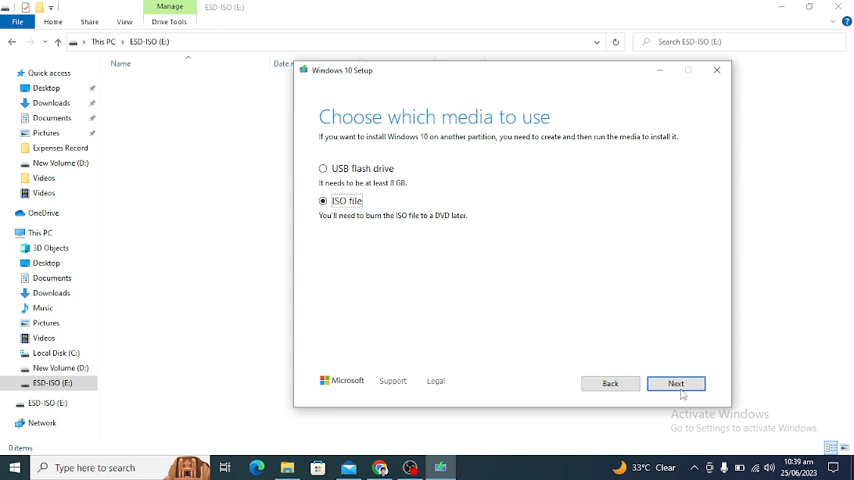 Manage
ESD-ISO (E:)
File
Home
Share
View
Drive Tools
This PC
ESD-ISO (E:)
Search ESD-ISO (E:)
Name
Quick access
Desktop
Downloads
Documents
Pictures
Expenses Record
New Volume (D:)
Videos
Videos
OneDrive
This PC
3D Objects
Desktop
Documents
Downloads
Music
Pictures
Videos
Local Disk (C:)
New Volume (D:)
ESD-ISO (E:)
ESD-ISO (E:)
Network
0 items
Windows 10 Setup
Choose which media to use
If you want to install Windows 10 on another partition, you need to create and then run the media to install it.
USB flash drive
It needs to be at least 8 GB.
ISO file
You'll need to burn the ISO file to a DVD later.
Microsoft
Support
Legal
Back
Next
Activate Windows
Go to Settings to activate Windows.
Type here to search
33°C Clear
10:39 am
25/06/2023